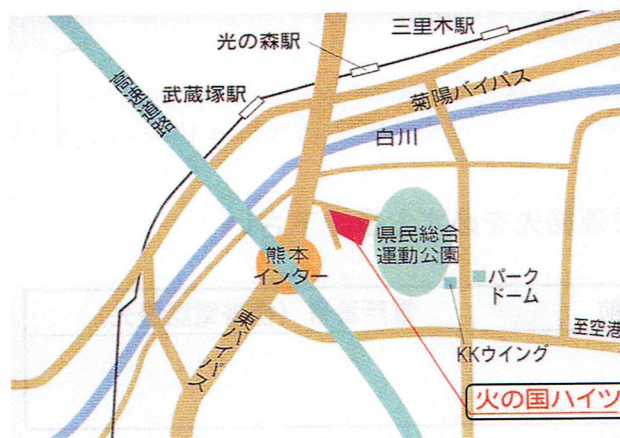 三里木駅
光の森駅
武蔵塚駅
高速道路
菊陽バイパス
白川
県民総合
運動公園
熊本
インター
パーク
ドーム
東バイパス
至空港
KKウイング
火の国ハイツ